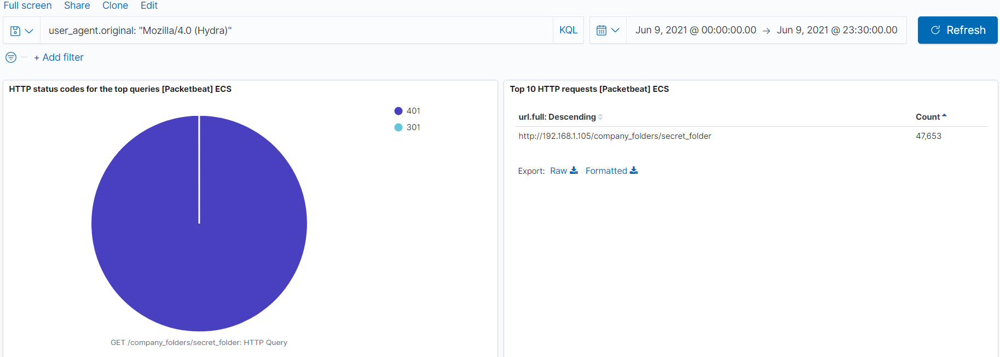 Full screen Share Clone Edit
user_agent.original: "Mozilla/4.0 (Hydra)" KQL Jun 9, 2021 @ 00:00:00.00 → Jun 9, 2021 @ 23:30:00.00 Refresh
+ Add filter
HTTP status codes for the top queries [Packetbeat] ECS
401
301
GET /company_folders/secret_folder: HTTP Query
Top 10 HTTP requests [Packetbeat] ECS
url.full: Descending Count
http://192.168.1.105/company_folders/secret_folder 47,653
Export: Raw Formatted